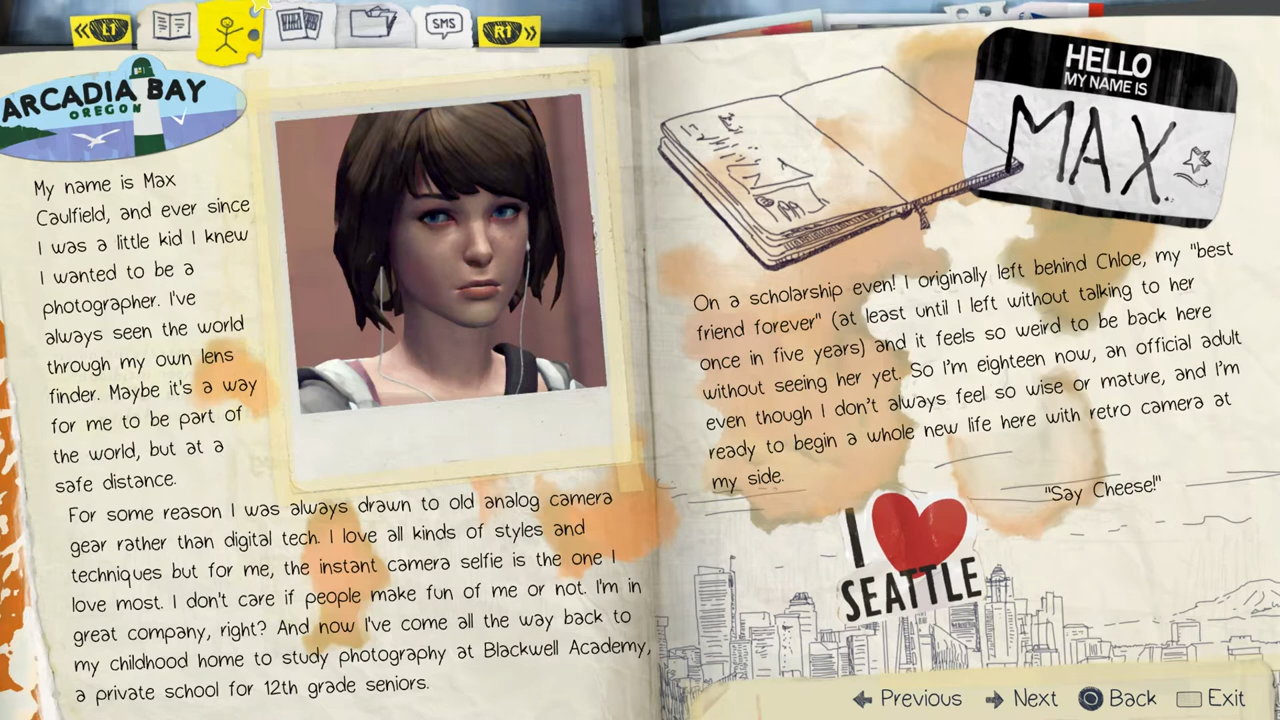 L1
SMS
R1
ARCADIA BAY
OREGON
My name is Max
Caulfield, and ever since
I was a little kid I knew
I wanted to be a
photographer. I've
always seen the world
through my own lens
finder. Maybe it's a way
for me to be part of
the world, but at a
safe distance.
For some reason I was always drawn to old analog camera
gear rather than digital tech. I love all kinds of styles and
techniques but for me, the instant camera selfie is the one I
love most. I don't care if people make fun of me or not. I'm in
great company, right? And now I've come all the way back to
my childhood home to study photography at Blackwell Academy,
a private school for 12th grade seniors.
HELLO
MY NAME IS
MAX.
On a scholarship even! I originally left behind Chloe, my "best
friend forever" (at least until I left without talking to her
once in five years) and it feels so weird to be back here
without seeing her yet. So I'm eighteen now, an official adult
even though I don't always feel so wise or mature, and I'm
ready to begin a whole new life here with retro camera at
my side.
"Say Cheese!"
I
SEATTLE
Previous Next Back Exit